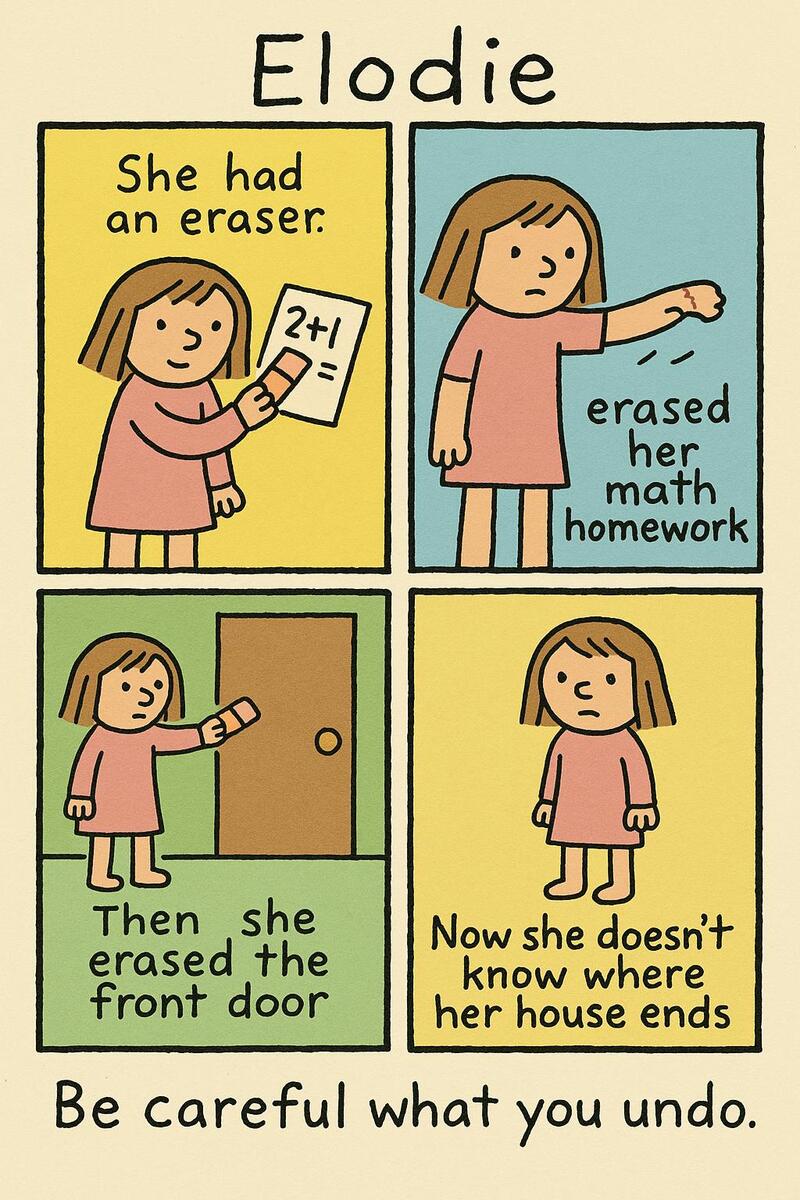 Elodie
She had
an eraser.
2+1
=
erased
her
math
homework
Then she
erased the
front door
Now she doesn't
know where
her house ends
Be careful what you undo.